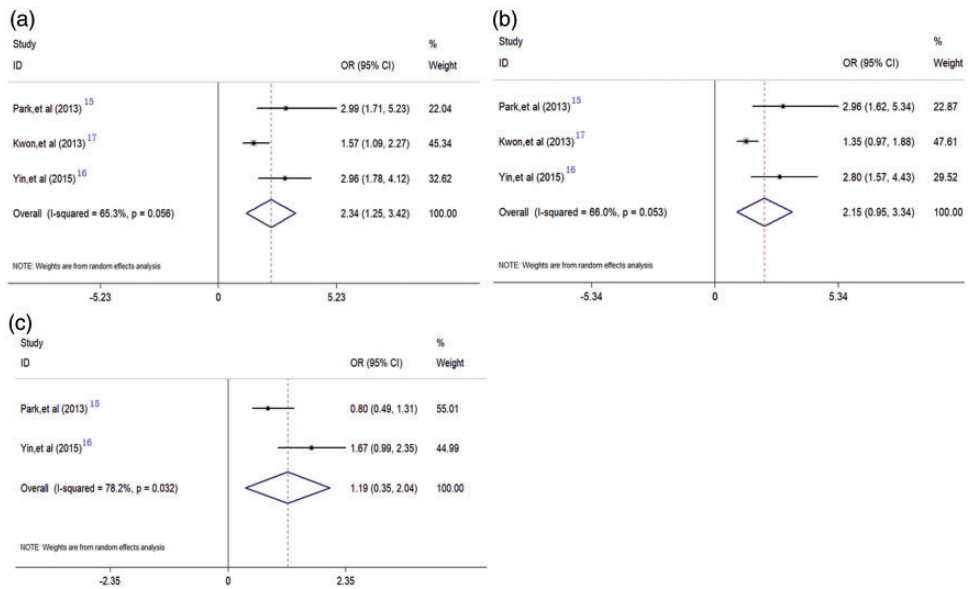 (a)
Study %
ID OR (95% CI) Weight
Park,et al (2013) 15 2.99 (1.71, 5.23) 22.04
Kwon,et al (2013) 17 1.57 (1.09, 2.27) 45.34
Yin,et al (2015) 16 2.96 (1.78, 4.12) 32.62
Overall (I-squared = 65.3%, p = 0.056) 2.34 (1.25, 3.42) 100.00
NOTE: Weights are from random effects analysis
-5.23 0 5.23
(b)
Study %
ID OR (95% CI) Weight
Park,et al (2013) 15 2.96 (1.62, 5.34) 22.87
Kwon,et al (2013) 17 1.35 (0.97, 1.88) 47.61
Yin,et al (2015) 16 2.80 (1.57, 4.43) 29.52
Overall (I-squared = 66.0%, p = 0.053) 2.15 (0.95, 3.34) 100.00
NOTE: Weights are from random effects analysis
-5.34 0 5.34
(c)
Study %
ID OR (95% CI) Weight
Park,et al (2013) 15 0.80 (0.49, 1.31) 55.01
Yin,et al (2015) 16 1.67 (0.99, 2.35) 44.99
Overall (I-squared = 78.2%, p = 0.032) 1.19 (0.35, 2.04) 100.00
NOTE: Weights are from random effects analysis
-2.35 0 2.35